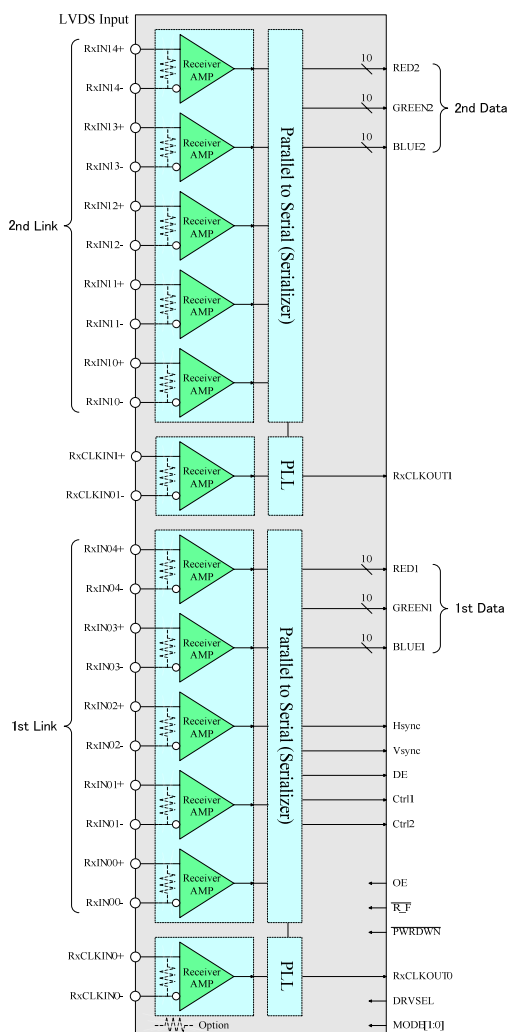 LVDS Input
RxIN14+
RxIN14-
RxIN13+
RxIN13-
RxIN12+
RxIN12-
RxIN11+
RxIN11-
RxIN10+
RxIN10-
2nd Link
Receiver
AMP
Receiver
AMP
Receiver
AMP
Receiver
AMP
Receiver
AMP
Parallel to Serial (Serializer)
10
RED2
10
GREEN2
10
BLUE2
2nd Data
RxCLKIN1+
RxCLKIN01-
Receiver
AMP
PLL
RxCLKOUT1
RxIN04+
RxIN04-
RxIN03+
RxIN03-
RxIN02+
RxIN02-
RxIN01+
RxIN01-
RxIN00+
RxIN00-
1st Link
Receiver
AMP
Receiver
AMP
Receiver
AMP
Receiver
AMP
Receiver
AMP
Parallel to Serial (Serializer)
10
RED1
10
GREEN1
10
BLUE1
1st Data
Hsync
Vsync
DE
Ctrl1
Ctrl2
OE
R_F
PWRDWN
RxCLKIN0+
RxCLKIN0-
Receiver
AMP
PLL
RxCLKOUT0
DRVSEL
MODE[1:0]
Option